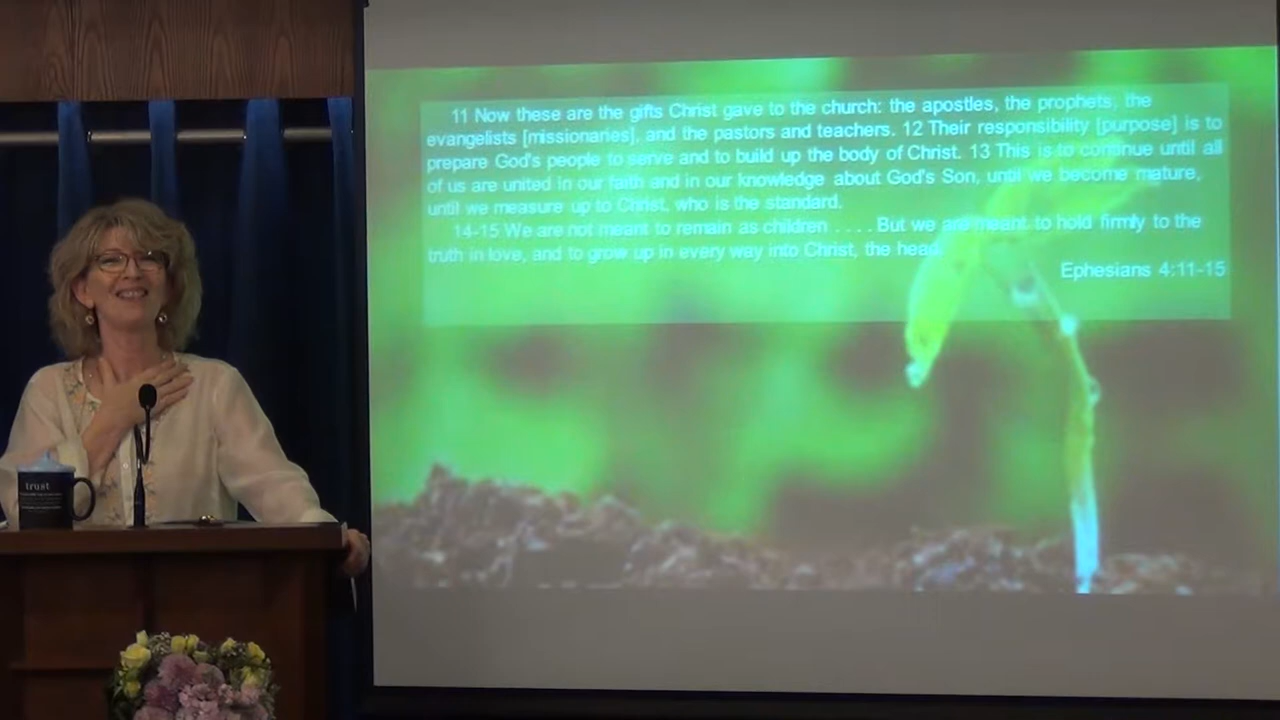 11 Now these are the gifts Christ gave to the church: the apostles, the prophets, the
evangelists [missionaries], and the pastors and teachers. 12 Their responsibility [purpose] is to
prepare God's people to serve and to build up the body of Christ. 13 This is to continue until all
of us are united in our faith and in our knowledge about God's Son, until we become mature,
until we measure up to Christ, who is the standard.
14-15 We are not meant to remain as children . . . . But we are meant to hold firmly to the
truth in love, and to grow up in every way into Christ, the head
Ephesians 4:11-15
trust